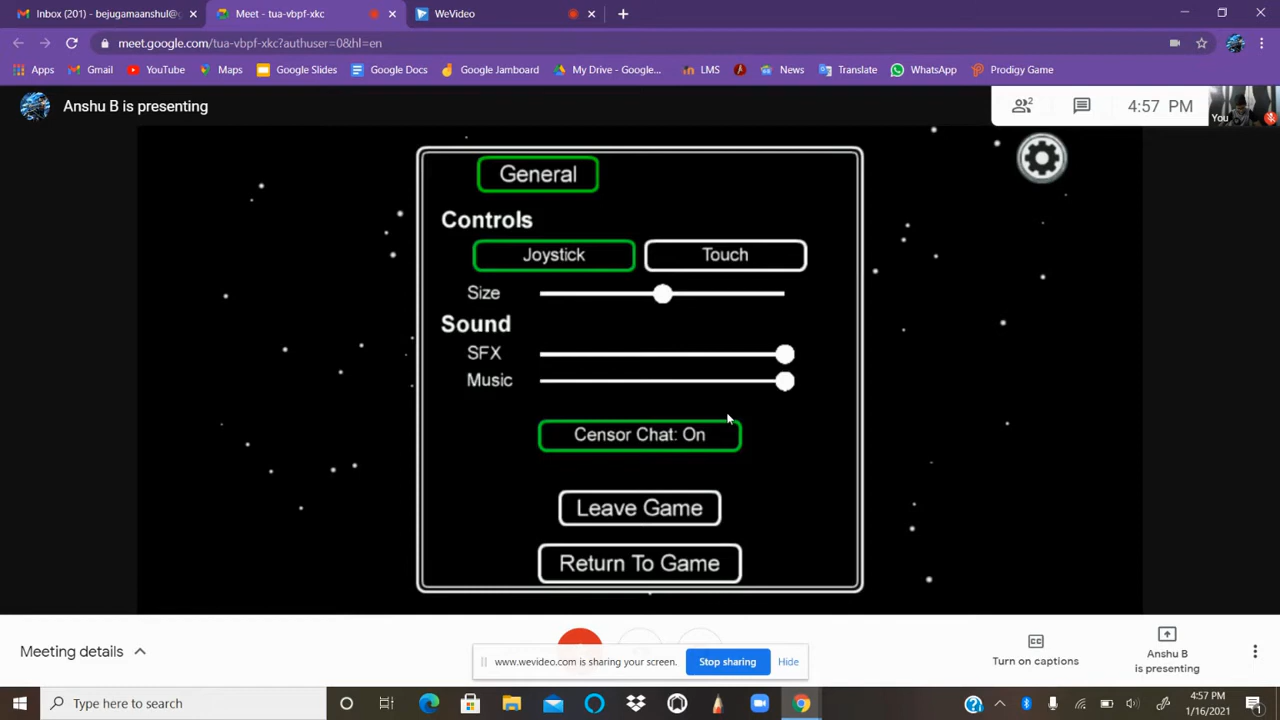 Inbox (201) - bejugamaanshul@g
Meet - tua-vbpf-xkc
WeVideo
meet.google.com/tua-vbpf-xkc?authuser=0&hl=en
Apps
Gmail
YouTube
Maps
Google Slides
Google Docs
Google Jamboard
My Drive - Google...
LMS
News
Translate
WhatsApp
Prodigy Game
Anshu B is presenting
2
4:57 PM
You
General
Controls
Joystick
Touch
Size
Sound
SFX
Music
Censor Chat: On
Leave Game
Return To Game
Meeting details
www.wevideo.com is sharing your screen.
Stop sharing
Hide
Turn on captions
Anshu B
is presenting
Type here to search
4:57 PM
1/16/2021